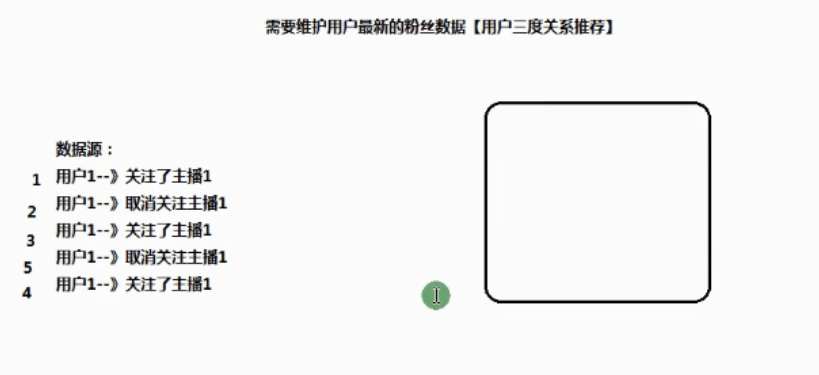 需要维护用户最新的粉丝数据【用户三度关系推荐】
数据源：
1 用户1--》关注了主播1
2 用户1--》取消关注主播1
3 用户1--》关注了主播1
5 用户1--》取消关注主播1
4 用户1--》关注了主播1